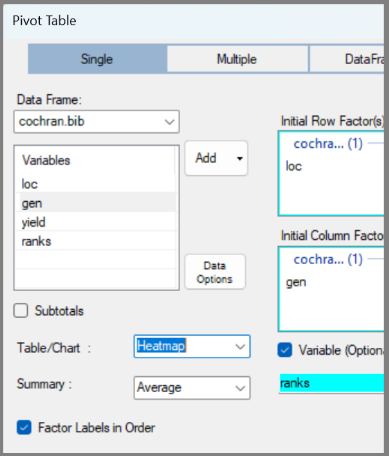 Pivot Table
Single
Multiple
DataFra
Data Frame:
cochran.bib
Variables
loc
gen
yield
ranks
Add
Data
Options
Subtotals
Table/Chart :
Heatmap
Summary :
Average
Factor Labels in Order
Initial Row Factor(s)
cochra... (1)
loc
Initial Column Facto
cochra... (1)
gen
Variable (Optiona
ranks